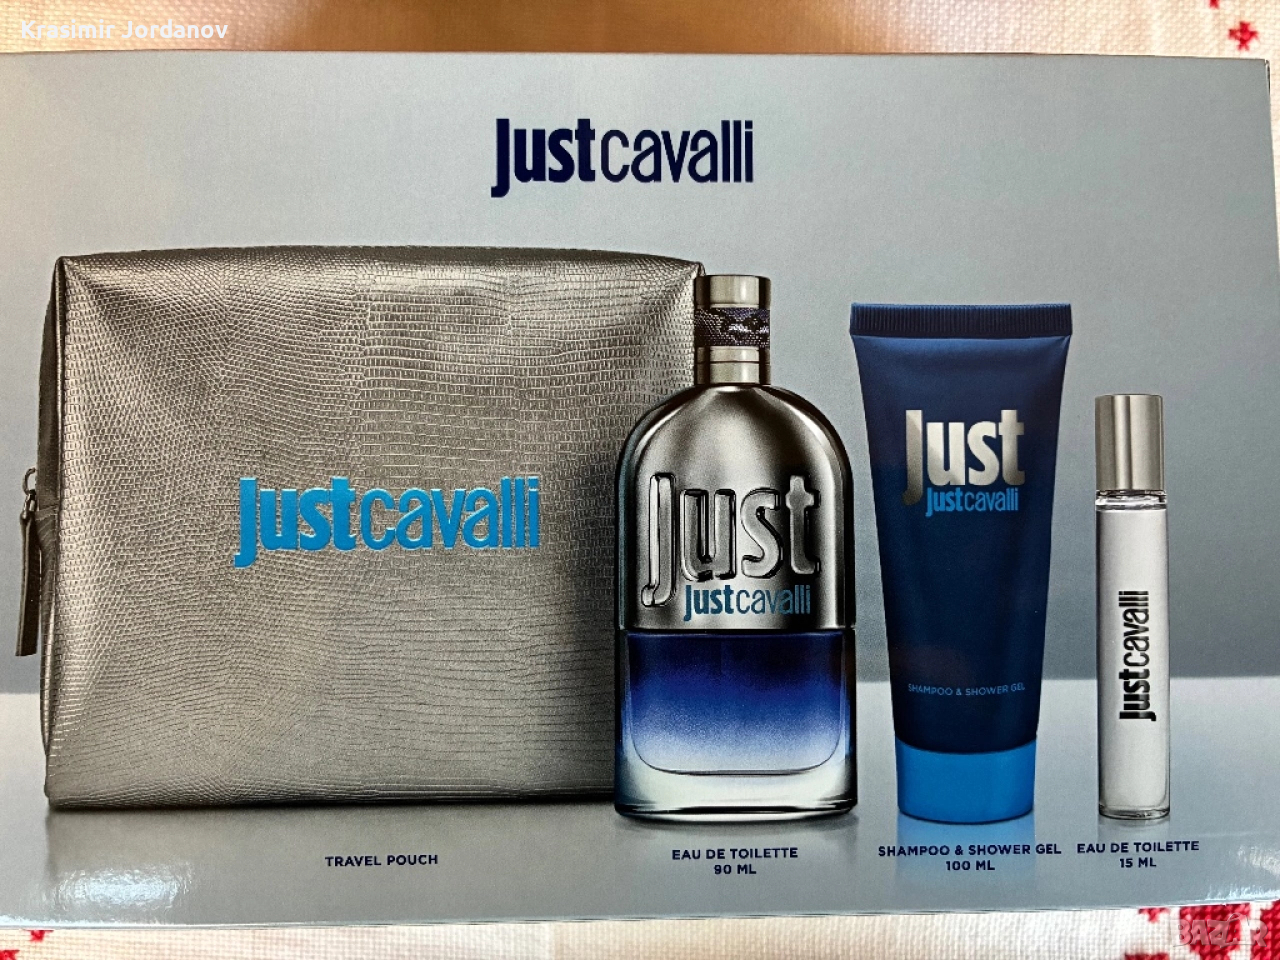 Krasimir Jordanov
justcavalli
justcavalli
Just
justcavalli
Just
justcavalli
SHAMPOO & SHOWER GEL
justcavalli
TRAVEL POUCH
EAU DE TOILETTE
90 ML
SHAMPOO & SHOWER GEL
100 ML
EAU DE TOILETTE
15 ML